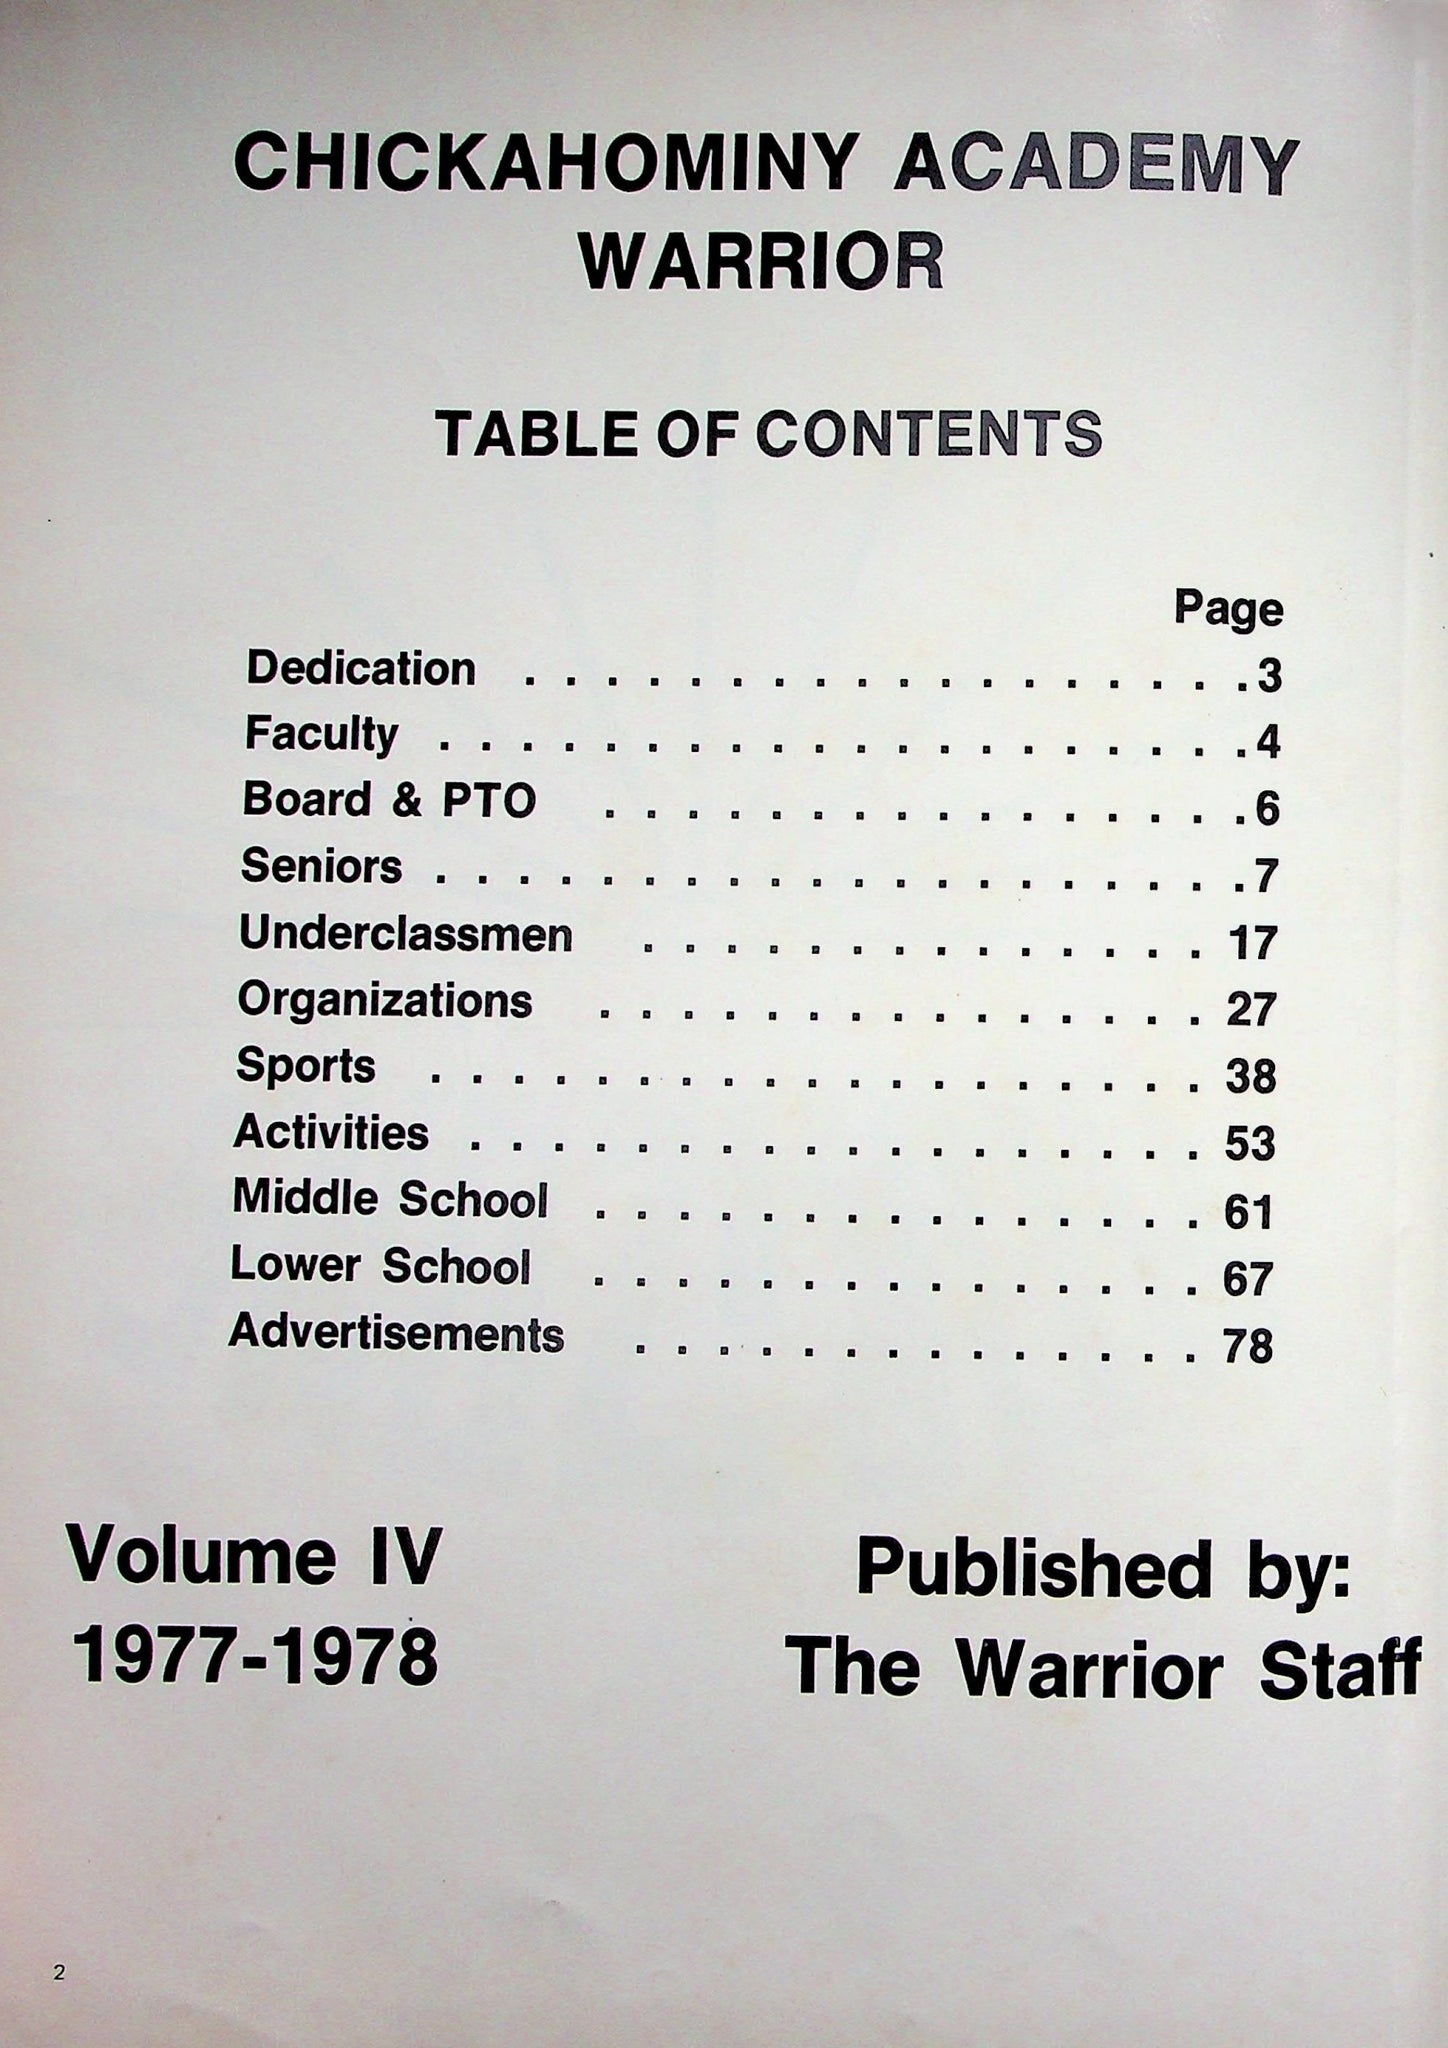 CHICKAHOMINY ACADEMY
WARRIOR
TABLE OF CONTENTS
Page
Dedication . . . . . . . . . . . . . . . . . . 3
Faculty . . . . . . . . . . . . . . . . . . . . 4
Board & PTO . . . . . . . . . . . . . . . . 6
Seniors . . . . . . . . . . . . . . . . . . . . 7
Underclassmen . . . . . . . . . . . . . . 17
Organizations . . . . . . . . . . . . . . . 27
Sports . . . . . . . . . . . . . . . . . . . 38
Activities . . . . . . . . . . . . . . . . . . 53
Middle School . . . . . . . . . . . . . . . 61
Lower School . . . . . . . . . . . . . . . 67
Advertisements . . . . . . . . . . . . . . 78
Volume IV
1977-1978
Published by:
The Warrior Staff
2